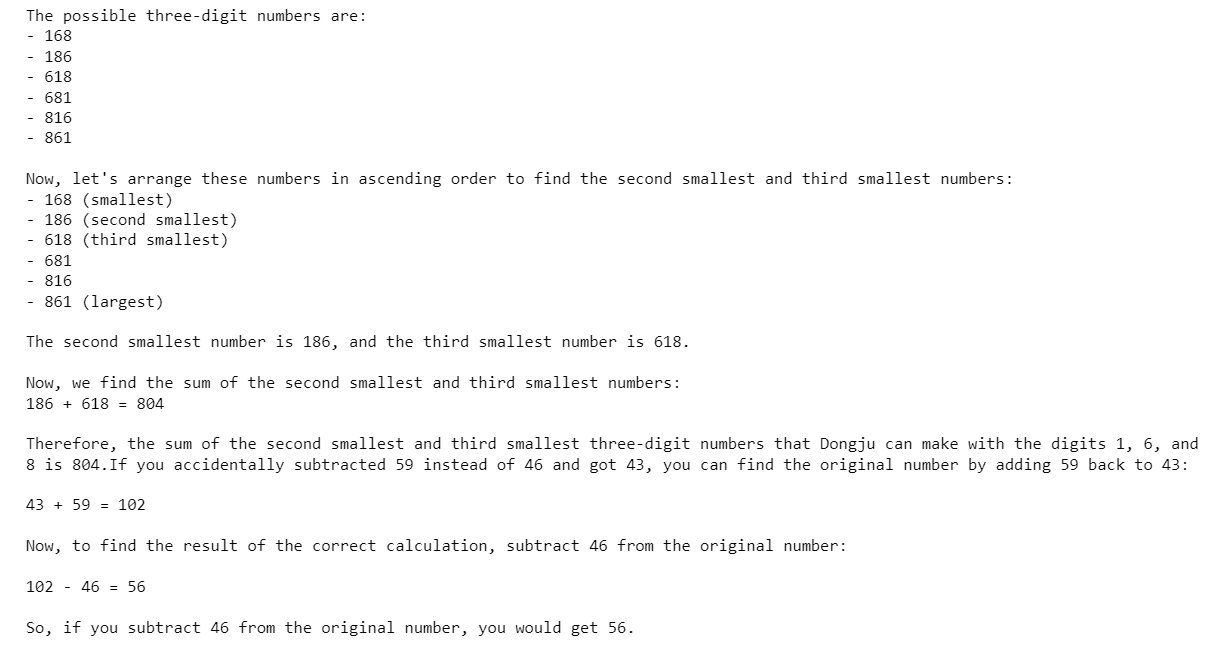 The possible three-digit numbers are:
- 168
- 186
- 618
- 681
- 816
- 861
Now, let's arrange these numbers in ascending order to find the second smallest and third smallest numbers:
- 168 (smallest)
- 186 (second smallest)
- 618 (third smallest)
- 681
- 816
- 861 (largest)
The second smallest number is 186, and the third smallest number is 618.
Now, we find the sum of the second smallest and third smallest numbers:
186 + 618 = 804
Therefore, the sum of the second smallest and third smallest three-digit numbers that Dongju can make with the digits 1, 6, and
8 is 804.If you accidentally subtracted 59 instead of 46 and got 43, you can find the original number by adding 59 back to 43:
43 + 59 = 102
Now, to find the result of the correct calculation, subtract 46 from the original number:
102 - 46 = 56
So, if you subtract 46 from the original number, you would get 56.